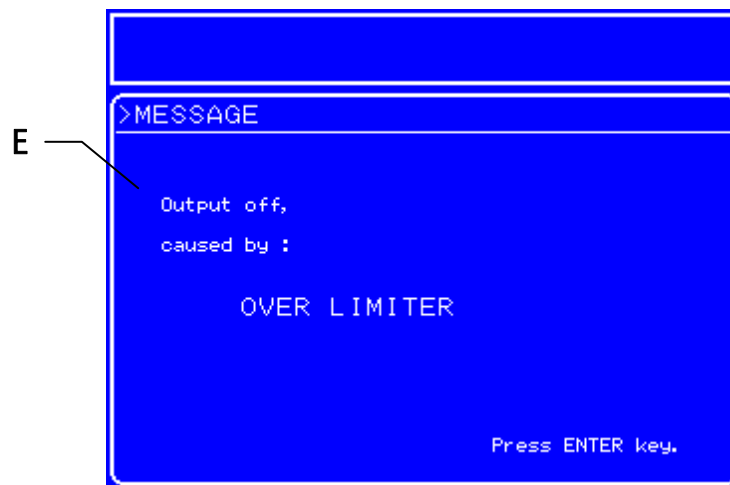 >MESSAGE
E
Output off,
caused by :
OVER LIMITER
Press ENTER key.